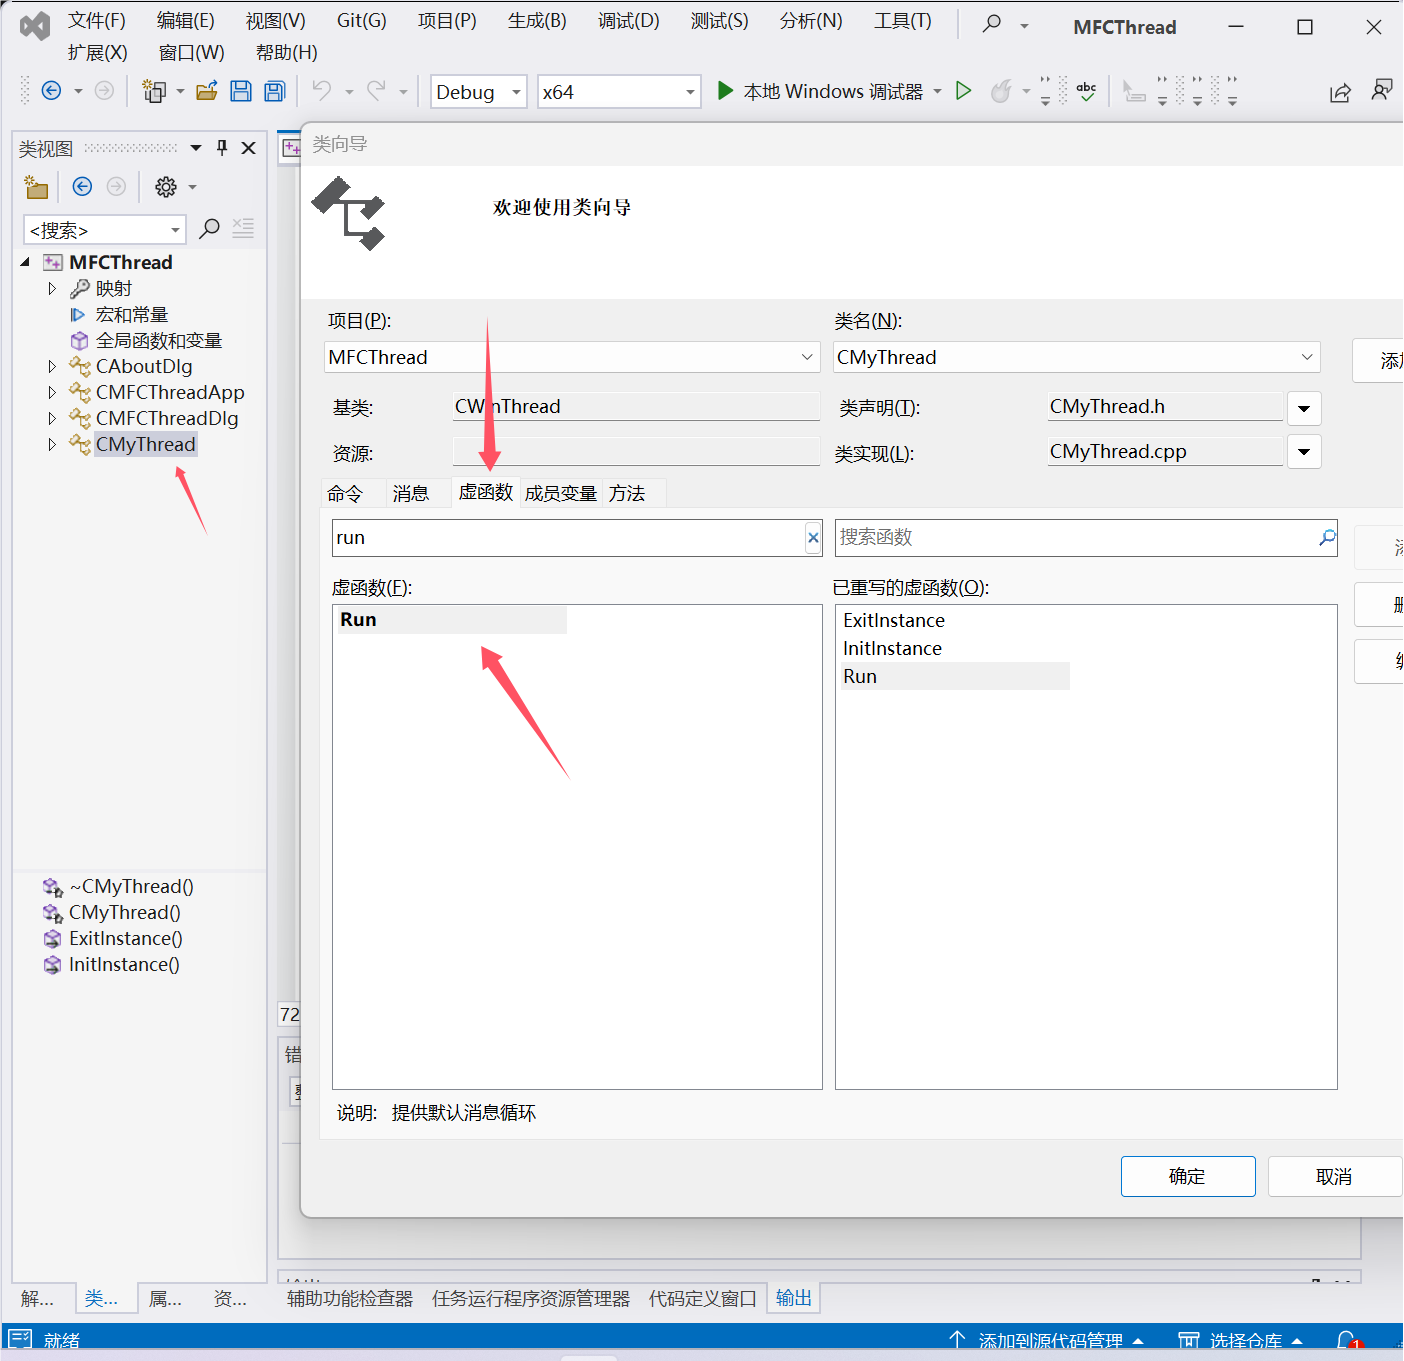 文件(F) 编辑(E) 视图(V) Git(G) 项目(P) 生成(B) 调试(D) 测试(S) 分析(N) 工具(T) MFCThread
扩展(X) 窗口(W) 帮助(H)
Debug x64 本地 Windows 调试器 abc
类视图
类向导
欢迎使用类向导
<搜索>
MFCThread
映射
宏和常量
全局函数和变量
CAboutDlg
CMFCThreadApp
CMFCThreadDlg
CMyThread
~CMyThread()
CMyThread()
ExitInstance()
InitInstance()
项目(P): 类名(N):
MFCThread CMyThread
基类: CWinThread 类声明(T): CMyThread.h
资源: 类实现(L): CMyThread.cpp
命令 消息 虚函数 成员变量 方法
run 搜索函数
虚函数(F): 已重写的虚函数(O):
Run
ExitInstance
InitInstance
Run
72
说明: 提供默认消息循环
确定 取消
解... 类... 属... 资... 辅助功能检查器 任务运行程序资源管理器 代码定义窗口 输出
就绪 添加到源代码管理 选择仓库 1